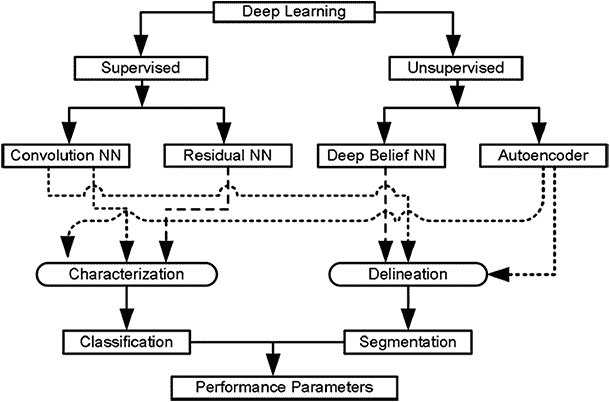 Deep Learning
Supervised
Unsupervised
Convolution NN
Residual NN
Deep Belief NN
Autoencoder
Characterization
Delineation
Classification
Segmentation
Performance Parameters